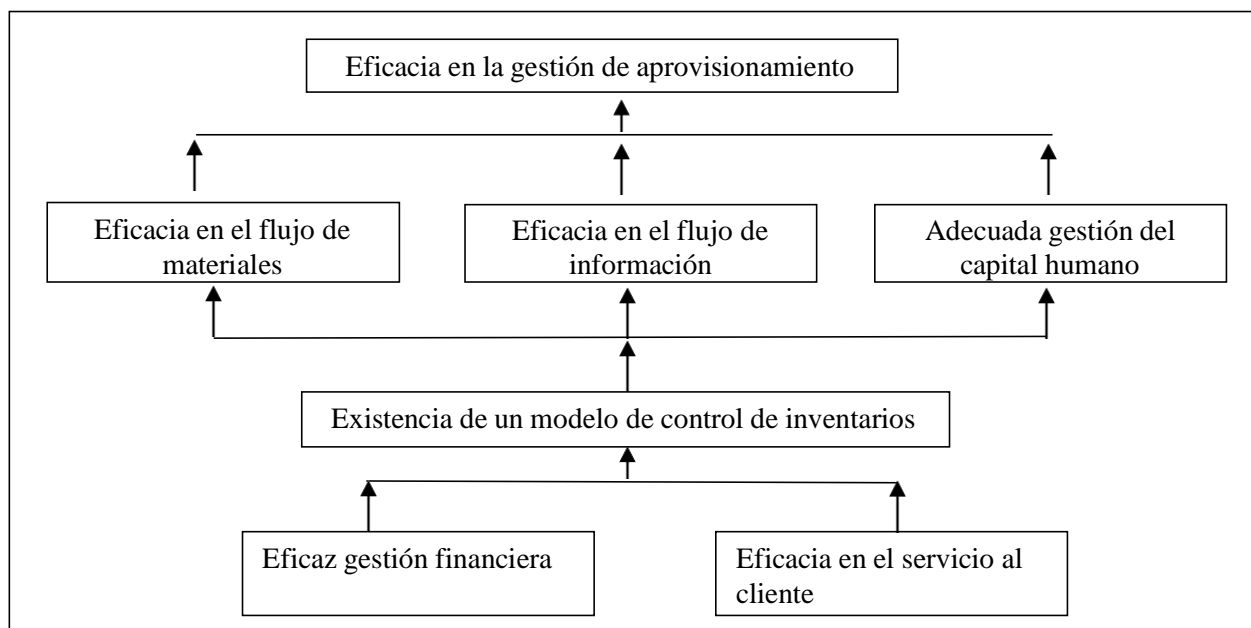 Eficacia en la gestión de aprovisionamiento
Eficacia en el flujo de
materiales
Eficacia en el flujo de
información
Adecuada gestión del
capital humano
Existencia de un modelo de control de inventarios
Eficaz gestión financiera
Eficacia en el servicio al
cliente